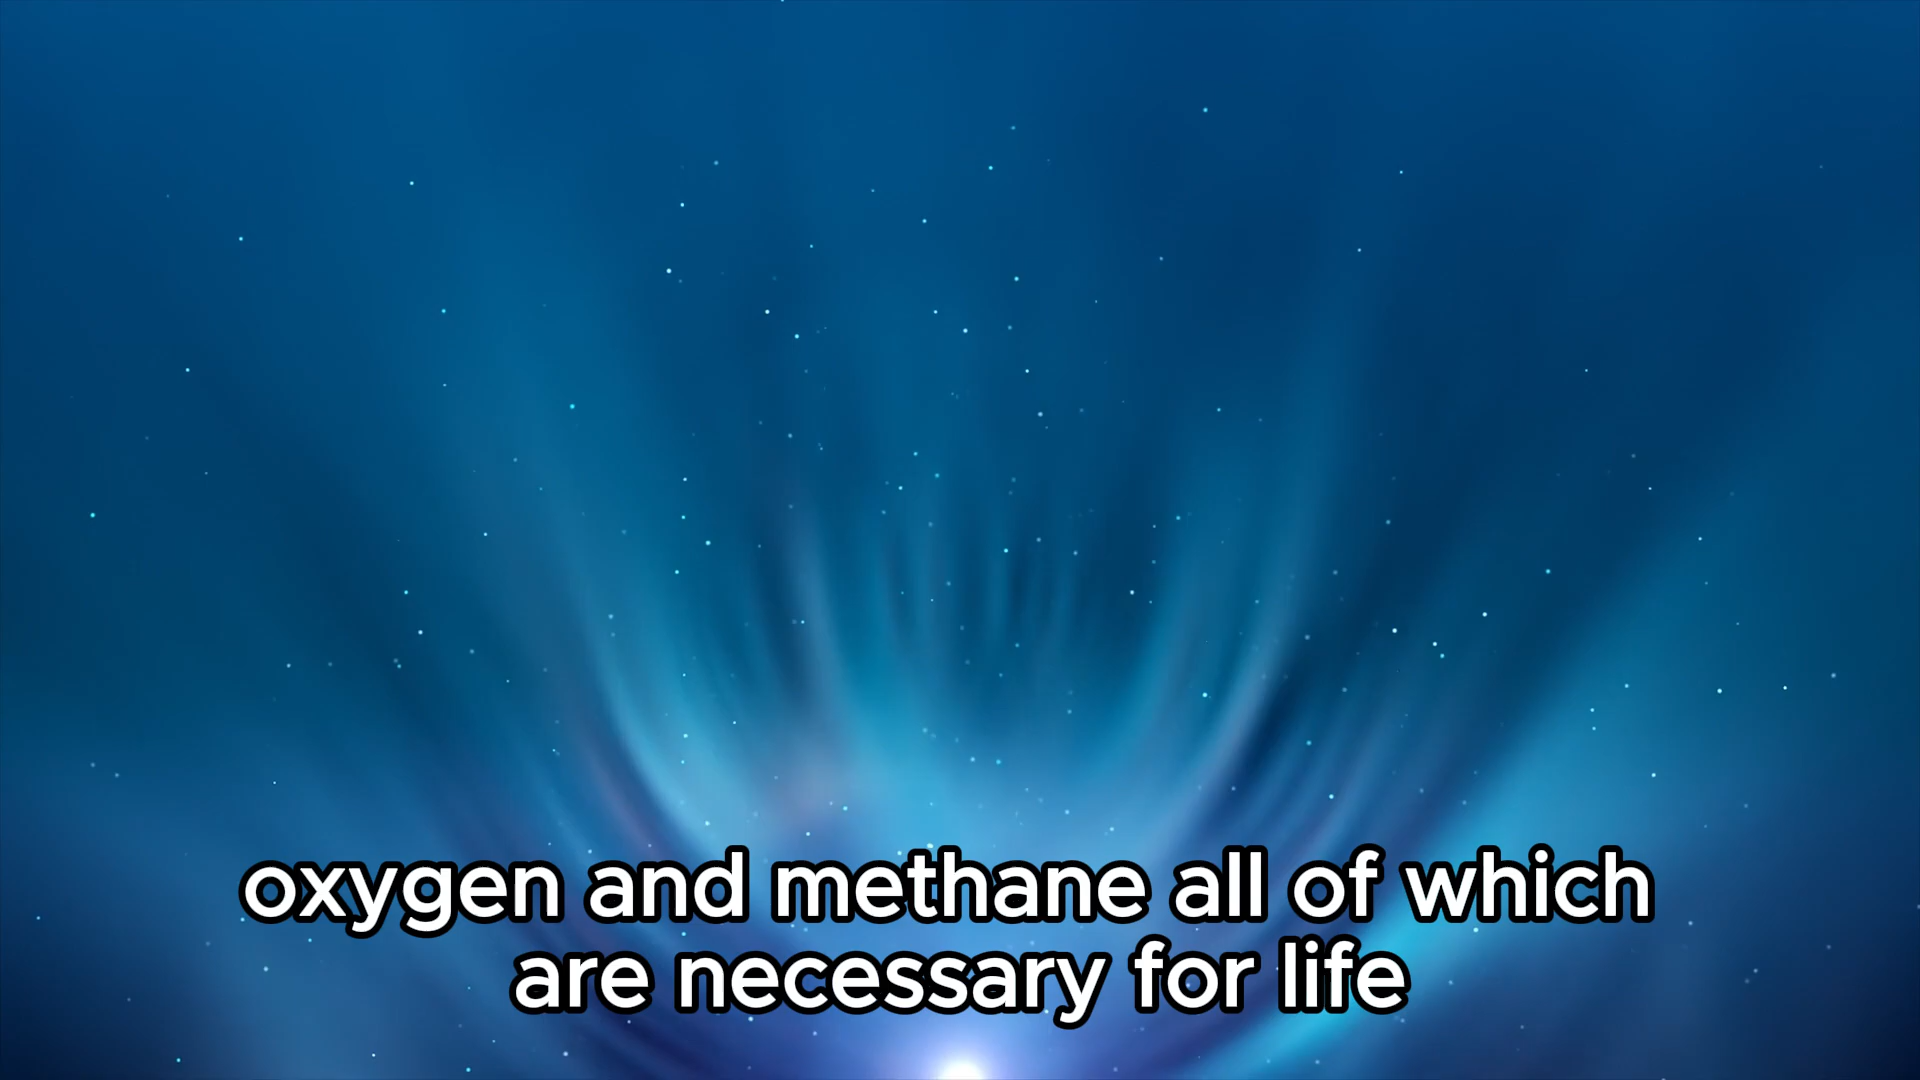 oxygen and methane all of which
are necessary for life